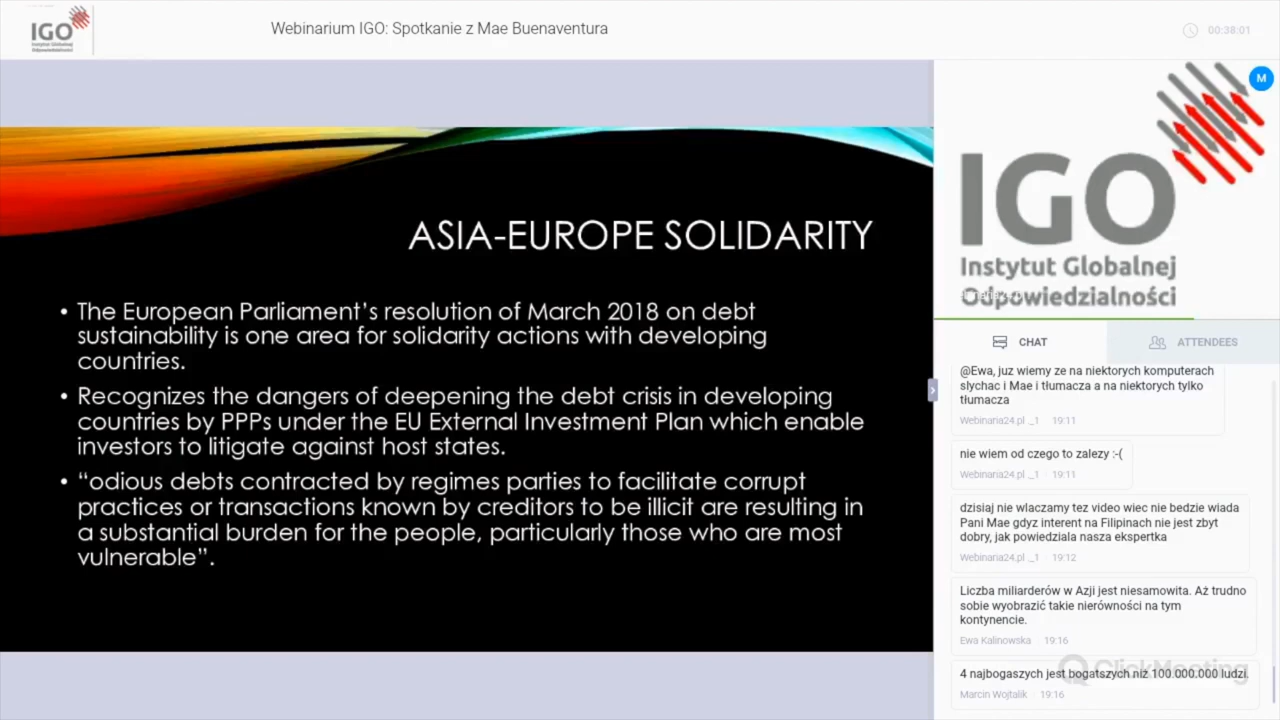 IGO
Instytut Globalnej
Odpowiedzialności
Webinarium IGO: Spotkanie z Mae Buenaventura
00:38:01
ASIA-EUROPE SOLIDARITY
• The European Parliament’s resolution of March 2018 on debt
sustainability is one area for solidarity actions with developing
countries.
• Recognizes the dangers of deepening the debt crisis in developing
countries by PPPs under the EU External Investment Plan which enable
investors to litigate against host states.
• “odious debts contracted by regimes parties to facilitate corrupt
practices or transactions known by creditors to be illicit are resulting in
a substantial burden for the people, particularly those who are most
vulnerable”.
M
IGO
Instytut Globalnej
Odpowiedzialności
CHAT
ATTENDEES
@Ewa, juz wiemy ze na niektorych komputerach
slychac i Mae i tłumacza a na niektorych tylko
tłumacza
Webinaria24.pl ._1 19:11
nie wiem od czego to zalezy :-(
Webinaria24.pl ._1 19:11
dzisiaj nie wlaczamy tez video wiec nie bedzie wiada
Pani Mae gdyz interent na Filipinach nie jest zbyt
dobry, jak powiedziala nasza ekspertka
Webinaria24.pl ._1 19:12
Liczba miliarderów w Azji jest niesamowita. Aż trudno
sobie wyobrazić takie nierówności na tym
kontynencie.
Ewa Kalinowska 19:16
4 najbogaszych jest bogatszych niż 100.000.000 ludzi.
Marcin Wojtalik 19:16
ClickMeeting